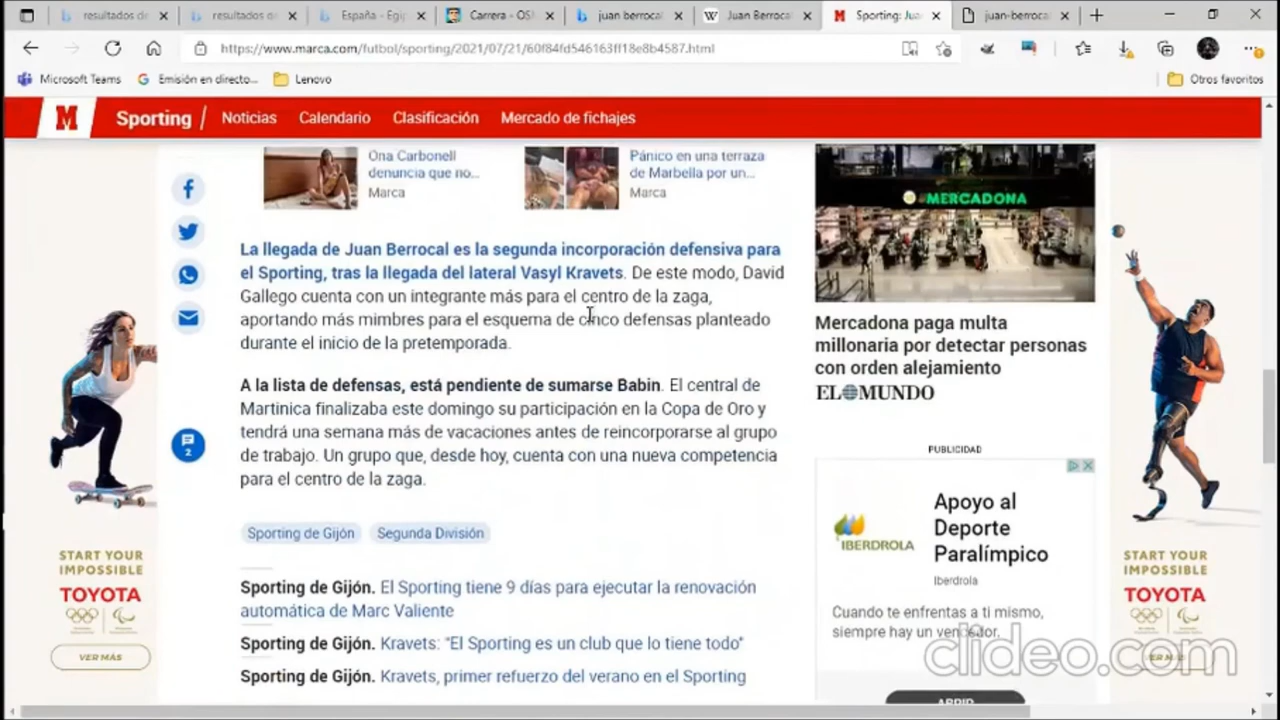 resultados de
resultados de
España - Egip
Carrera - OSM
juan berrocal
Juan Berrocal
Sporting: Jua
juan-berrocal
https://www.marca.com/futbol/sporting/2021/07/21/60f84fd546163ff18e8b4587.html
Microsoft Teams
Emisión en directo...
Lenovo
Otros favoritos
M
Sporting
Noticias
Calendario
Clasificación
Mercado de fichajes
Ona Carbonell
denuncia que no...
Marca
Pánico en una terraza
de Marbella por un...
Marca
La llegada de Juan Berrocal es la segunda incorporación defensiva para
el Sporting, tras la llegada del lateral Vasyl Kravets. De este modo, David
Gallego cuenta con un integrante más para el centro de la zaga,
aportando más mimbres para el esquema de cinco defensas planteado
durante el inicio de la pretemporada.
A la lista de defensas, está pendiente de sumarse Babin. El central de
Martinica finalizaba este domingo su participación en la Copa de Oro y
tendrá una semana más de vacaciones antes de reincorporarse al grupo
de trabajo. Un grupo que, desde hoy, cuenta con una nueva competencia
para el centro de la zaga.
2
Sporting de Gijón
Segunda División
Sporting de Gijón. El Sporting tiene 9 días para ejecutar la renovación
automática de Marc Valiente
Sporting de Gijón. Kravets: "El Sporting es un club que lo tiene todo"
Sporting de Gijón. Kravets, primer refuerzo del verano en el Sporting
MERCADONA
Mercadona paga multa
millonaria por detectar personas
con orden alejamiento
EL MUNDO
PUBLICIDAD
Apoyo al
Deporte
Paralímpico
IBERDROLA
Iberdrola
Cuando te enfrentas a ti mismo,
siempre hay un vencedor.
ABRIR
START YOUR
IMPOSSIBLE
TOYOTA
VER MÁS
START YOUR
IMPOSSIBLE
TOYOTA
clideo.com